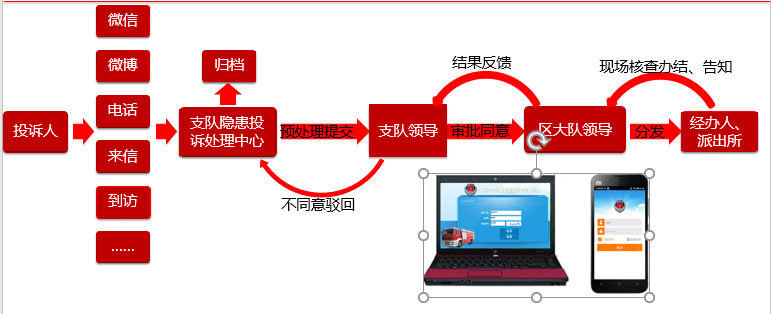 微信
微博
电话
来信
到访
......
投诉人
归档
支队隐患投
诉处理中心
预处理提交
不同意驳回
支队领导
结果反馈
审批同意
区大队领导
现场核查办结、告知
分发
经办人、
派出所